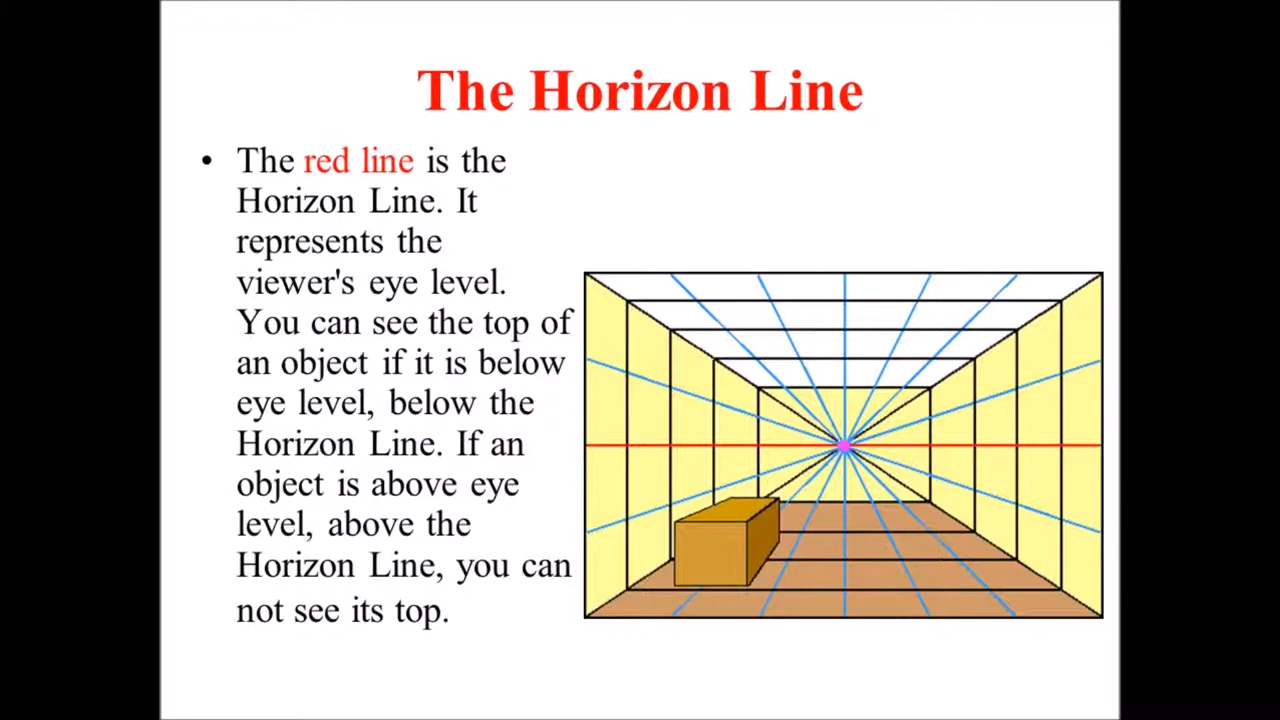 The Horizon Line
• The red line is the
Horizon Line. It
represents the
viewer's eye level.
You can see the top of
an object if it is below
eye level, below the
Horizon Line. If an
object is above eye
level, above the
Horizon Line, you can
not see its top.